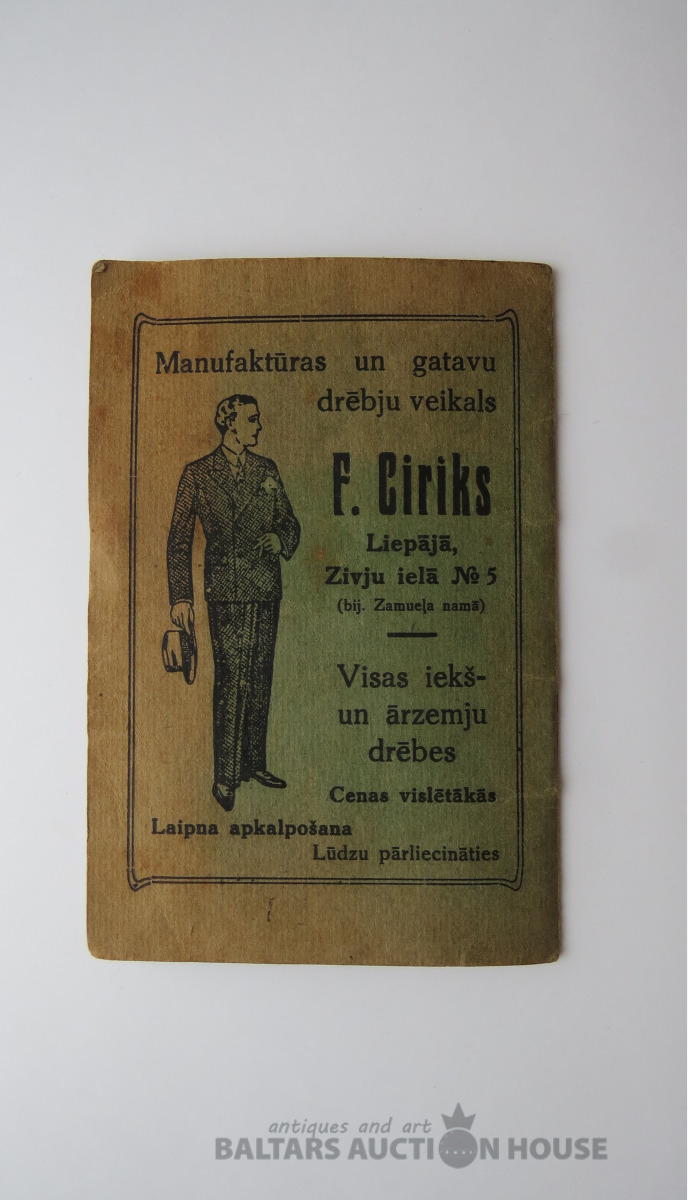 Manufaktūras un gatavu
drēbju veikals
F. Ciriks
Liepājā,
Zivju ielā № 5
(bij. Zamueļa namā)
Visas iekš-
un ārzemju
drēbes
Cenas vislētākās
Laipna apkalpošana
Lūdzu pārliecināties
antiques and art
BALTARS AUCTION HOUSE